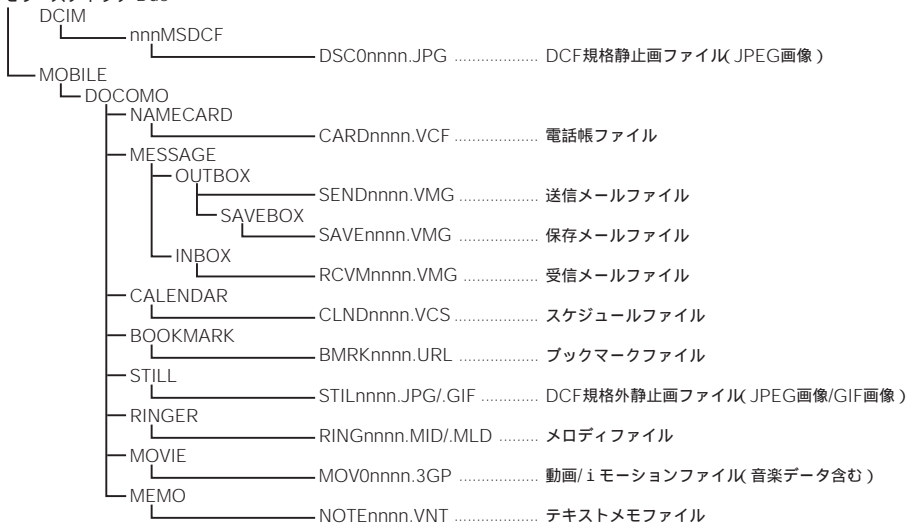 DCIM
nnnMSDCF
DSC0nnnn.JPG .................. DCF規格静止画ファイル(JPEG画像)
MOBILE
DOCOMO
NAMECARD
CARDnnnn.VCF .................. 電話帳ファイル
MESSAGE
OUTBOX
SENDnnnn.VMG ................. 送信メールファイル
SAVEBOX
SAVEnnnn.VMG ................. 保存メールファイル
INBOX
RCVMnnnn.VMG ................ 受信メールファイル
CALENDAR
CLNDnnnn.VCS .................. スケジュールファイル
BOOKMARK
BMRKnnnn.URL ................. ブックマークファイル
STILL
STILnnnn.JPG/.GIF ............ DCF規格外静止画ファイル(JPEG画像/GIF画像)
RINGER
RINGnnnn.MID/.MLD ......... メロディファイル
MOVIE
MOV0nnnn.3GP .................. 動画/iモーションファイル(音楽データ含む)
MEMO
NOTEnnnn.VNT .................. テキストメモファイル